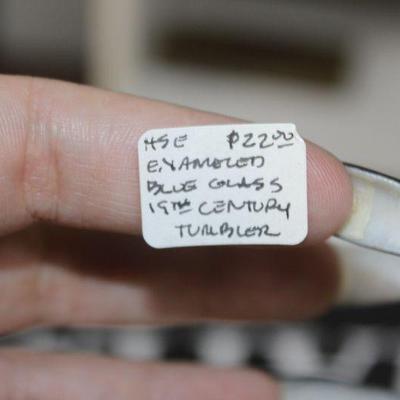 HSE $22.00
ENAMELED
BLUE GLASS
19TH CENTURY
TUMBLER